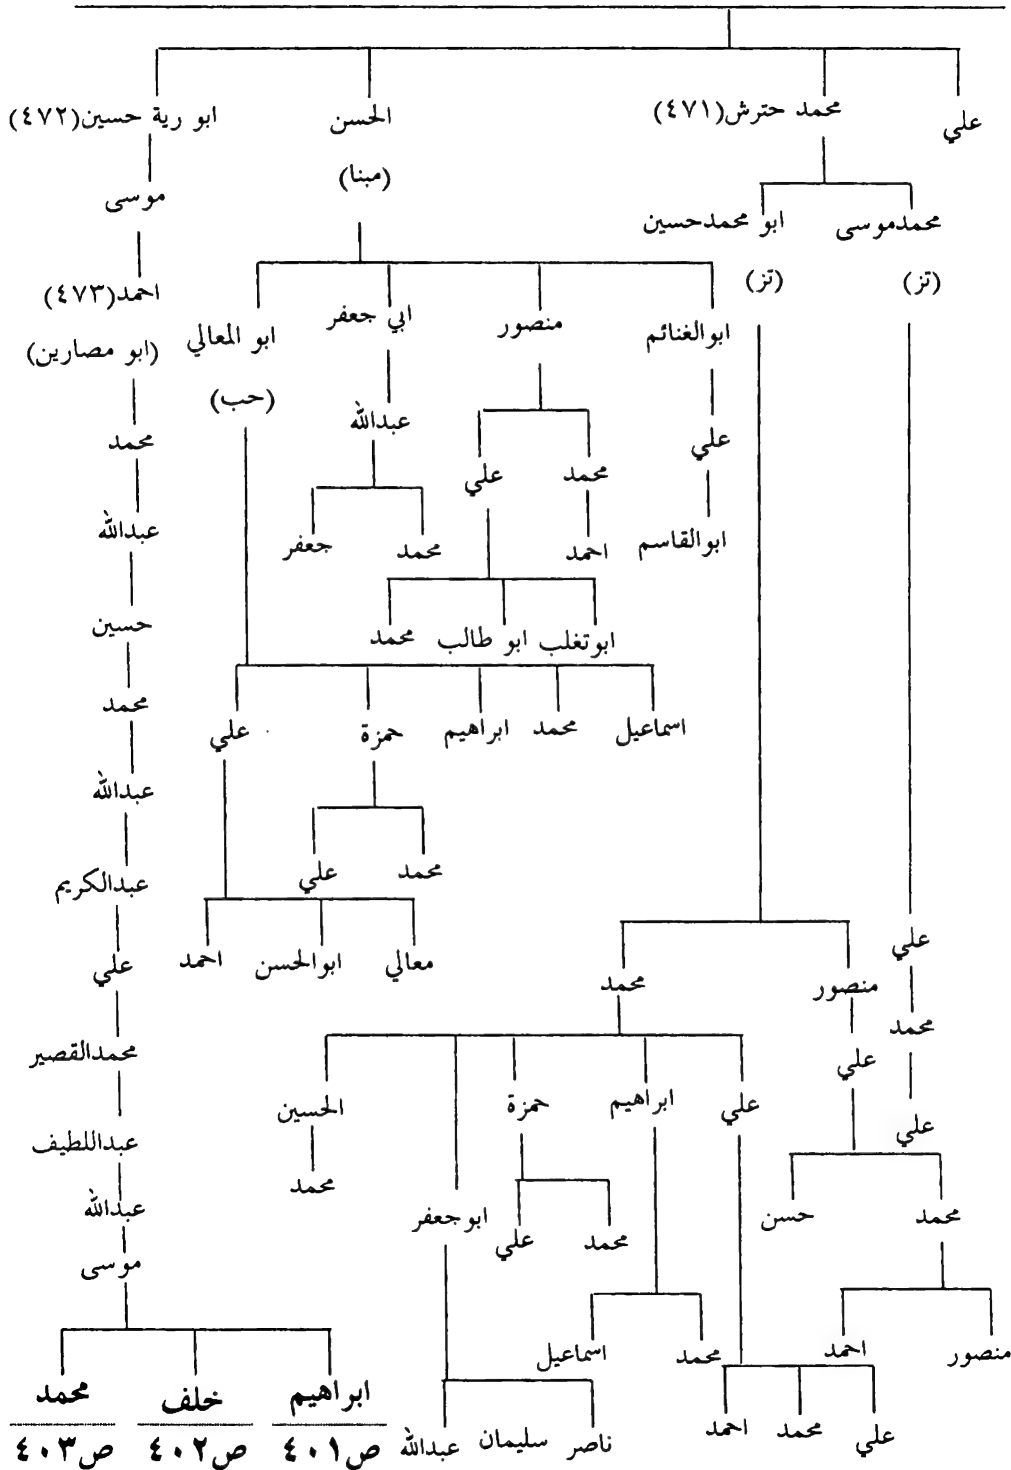 علي محمد حترش(٤٧١) الحسن ابو رية حسين(٤٧٢)
(مبنا)
موسى
محمدموسى ابو محمدحسين
(تز) (تز)
احمد(٤٧٣)
ابوالغنائم منصور ابي جعفر ابو المعالي
(ابو مصارين)
(حب)
علي عبدالله محمد
محمد علي
عبدالله
ابوالقاسم احمد محمد جعفر
حسين
ابوتغلب ابو طالب محمد
محمد
اسماعيل محمد ابراهيم حمزة علي
عبدالله
محمد علي
عبدالكريم
علي
معالي ابوالحسن احمد علي
منصور محمد
محمد
محمدالقصير
علي
علي ابراهيم حمزة الحسين
علي
عبداللطيف
محمد
عبدالله
محمد حسن ابوجعفر
محمد علي
موسى
منصور احمد محمد اسماعيل
ابراهيم خلف محمد
علي محمد احمد ناصر سليمان عبدالله
ص٤٠١ ص٤٠٢ ص٤٠٣